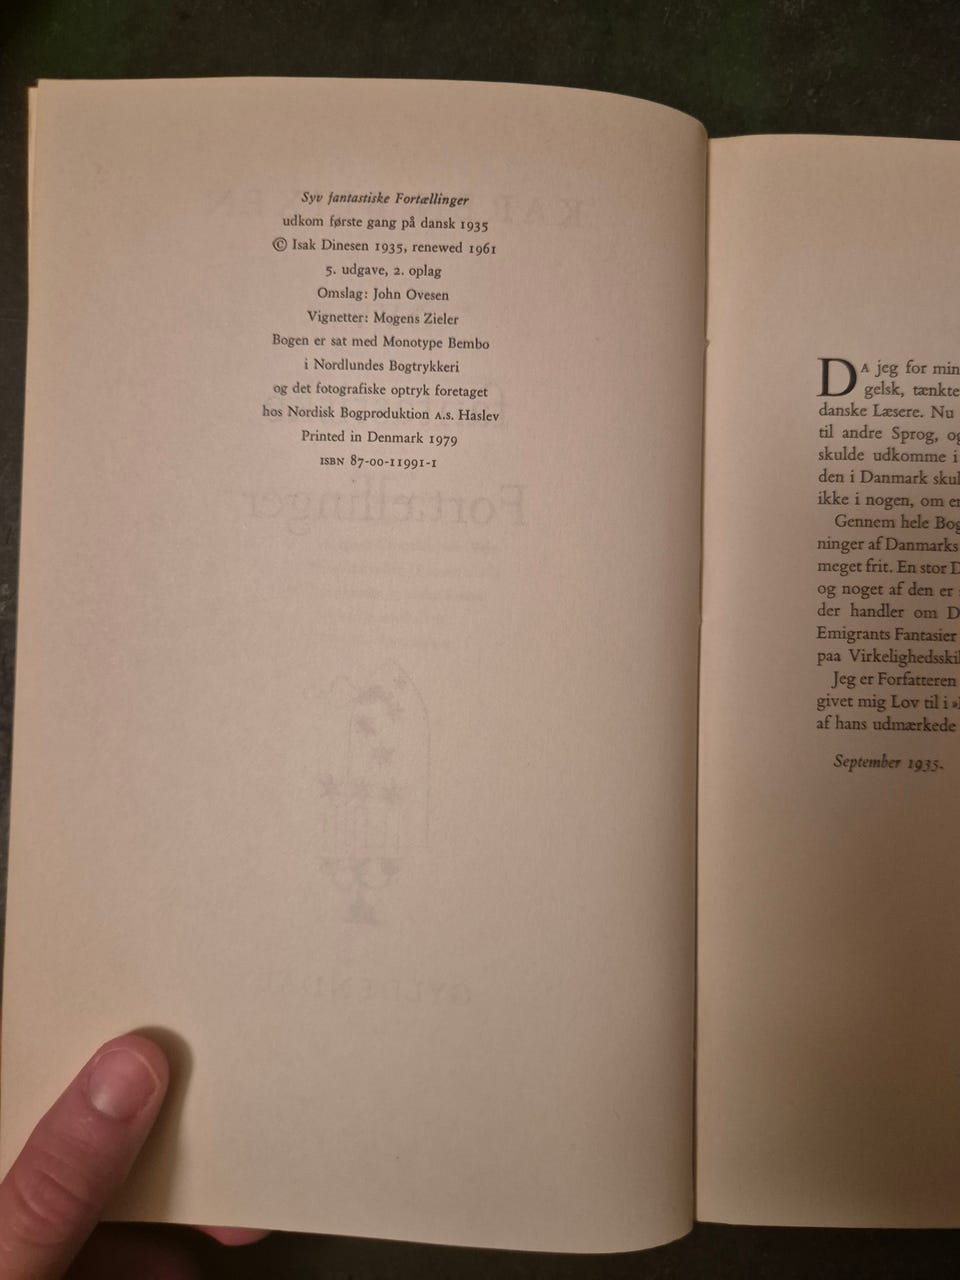 Syv fantastiske Fortællinger
udkom første gang på dansk 1935
© Isak Dinesen 1935, renewed 1961
5. udgave, 2. oplag
Omslag: John Ovesen
Vignetter: Mogens Zieler
Bogen er sat med Monotype Bembo
i Nordlundes Bogtrykkeri
og det fotografiske optryk foretaget
hos Nordisk Bogproduktion A.S. Haslev
Printed in Denmark 1979
ISBN 87-00-11991-1
Fortællinger
GYLDENDAL
DA jeg for min
gelsk, tænkte
danske Læsere. Nu
til andre Sprog, og
skulde udkomme i
den i Danmark skul
ikke i nogen, om en
Gennem hele Bog
ninger af Danmarks
meget frit. En stor D
og noget af den er
der handler om D
Emigrants Fantasier
paa Virkelighedsskil
Jeg er Forfatteren
givet mig Lov til i »
af hans udmærkede
September 1935.